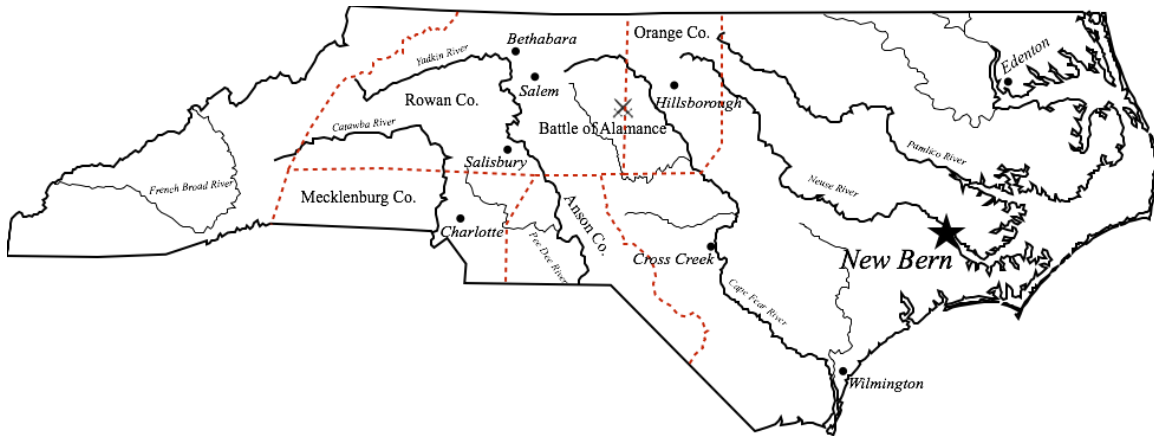 Orange Co.
Bethabara
Yadkin River
Edenton
Salem
Hillsborough
Rowan Co.
Catawba River
Battle of Alamance
Pamlico River
Salisbury
French Broad River
Mecklenburg Co.
Neuse River
Anson Co.
Charlotte
Pee Dee River
Cross Creek
New Bern
Cape Fear River
Wilmington